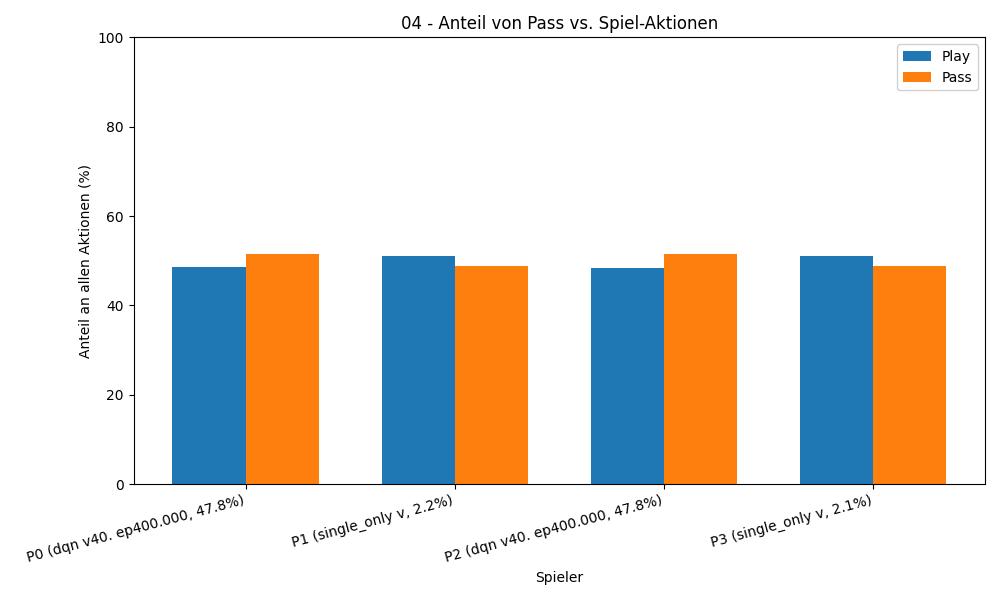 04 - Anteil von Pass vs. Spiel-Aktionen
Anteil an allen Aktionen (%)
100
80
60
40
20
0
Play
Pass
P0 (dqn v40. ep400.000, 47.8%)
P1 (single_only v, 2.2%)
P2 (dqn v40. ep400.000, 47.8%)
P3 (single_only v, 2.1%)
Spieler